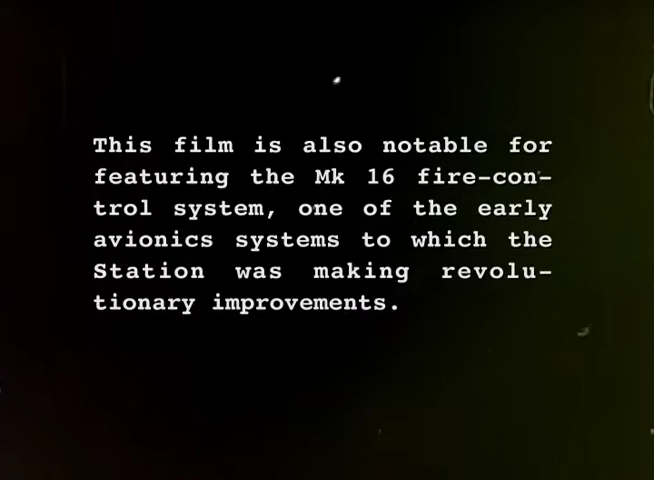 This film is also notable for
featuring the Mk 16 fire-con-
trol system, one of the early
avionics systems to which the
Station was making revolu-
tionary improvements.